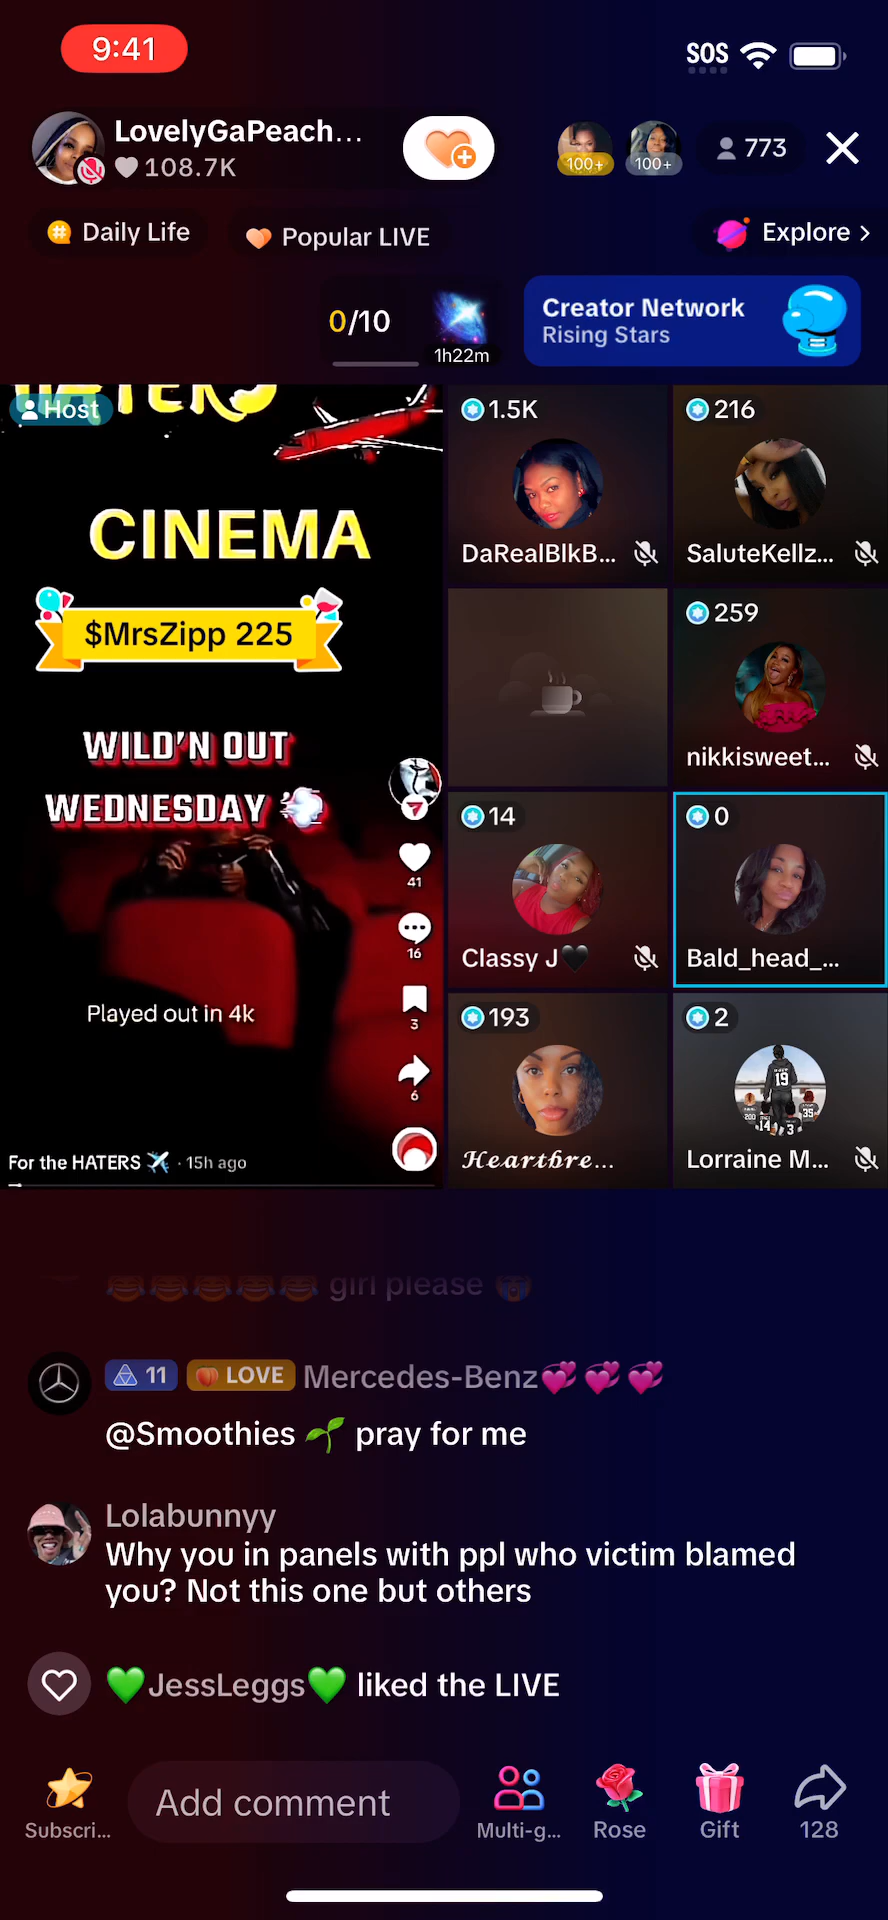 9:41
SOS
LovelyGaPeach...
108.7K
100+
100+
773
Daily Life
Popular LIVE
Explore >
0/10
1h22m
Creator Network
Rising Stars
HATERS
Host
CINEMA
$MrsZipp 225
WILD'N OUT
WEDNESDAY 💨
41
16
3
6
Played out in 4k
For the HATERS ✈️ · 15h ago
1.5K
DaRealBlkB...
216
SaluteKellz...
259
nikkisweet...
14
Classy J🖤
0
Bald_head_...
193
𝓗𝓮𝓪𝓻𝓽𝓫𝓻𝓮...
2
19
Lorraine M...
😂😂😂😂😂 girl please 😭
11
LOVE
Mercedes-Benz💞💞💞
@Smoothies 🌱 pray for me
Lolabunnyy
Why you in panels with ppl who victim blamed
you? Not this one but others
💚JessLeggs💚 liked the LIVE
Subscri...
Add comment
Multi-g...
Rose
Gift
128